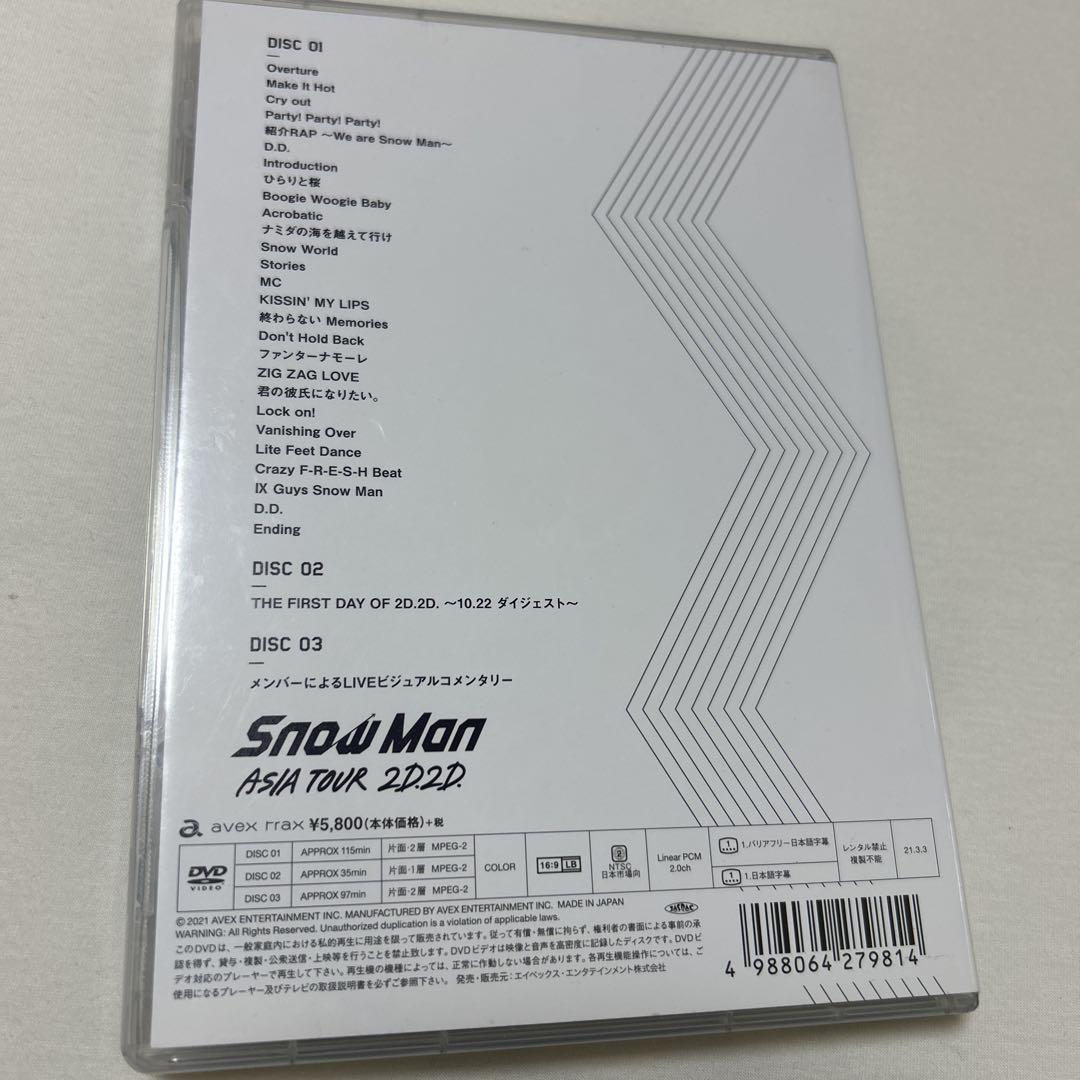 DISC 01
Overture
Make It Hot
Cry out
Party! Party! Party!
紹介RAP 〜We are Snow Man〜
D.D.
Introduction
ひらりと桜
Boogie Woogie Baby
Acrobatic
ナミダの海を越えて行け
Snow World
Stories
MC
KISSIN' MY LIPS
終わらない Memories
Don't Hold Back
ファンターナモーレ
ZIG ZAG LOVE
君の彼氏になりたい。
Lock on!
Vanishing Over
Lite Feet Dance
Crazy F-R-E-S-H Beat
IX Guys Snow Man
D.D.
Ending
DISC 02
THE FIRST DAY OF 2D.2D. 〜10.22 ダイジェスト〜
DISC 03
メンバーによるLIVEビジュアルコメンタリー
Snow Man
ASIA TOUR 2D.2D.
a avex trax ¥5,800(本体価格)+税
DVD VIDEO
DISC 01 APPROX 115min 片面・2層 MPEG-2
DISC 02 APPROX 35min 片面・1層 MPEG-2
DISC 03 APPROX 97min 片面・2層 MPEG-2
COLOR
16:9 LB
2 NTSC 日本市場向
Linear PCM 2.0ch
1.バリアフリー日本語字幕
1.日本語字幕
レンタル禁止 複製不能
21.3.3
© 2021 AVEX ENTERTAINMENT INC. MANUFACTURED BY AVEX ENTERTAINMENT INC. MADE IN JAPAN
WARNING: All Rights Reserved. Unauthorized duplication is a violation of applicable laws.
このDVDは、一般家庭内における私的再生に用途を限って販売されています。従って有償・無償に拘らず、権利者の書面による事前の承
認を得ず、貸与・複製・公衆送信・上映等を行うことを禁止致します。DVDビデオは映像と音声を高密度に記録したディスクです。DVDビ
デオ対応のプレーヤーで再生して下さい。再生機の機種によっては、正常に作動しない場合があります。各再生機能操作については、ご
使用になるプレーヤー及びテレビの取扱説明書を必ずご参照下さい。 発売・販売元:エイベックス・エンタテインメント株式会社
4 988064 279814